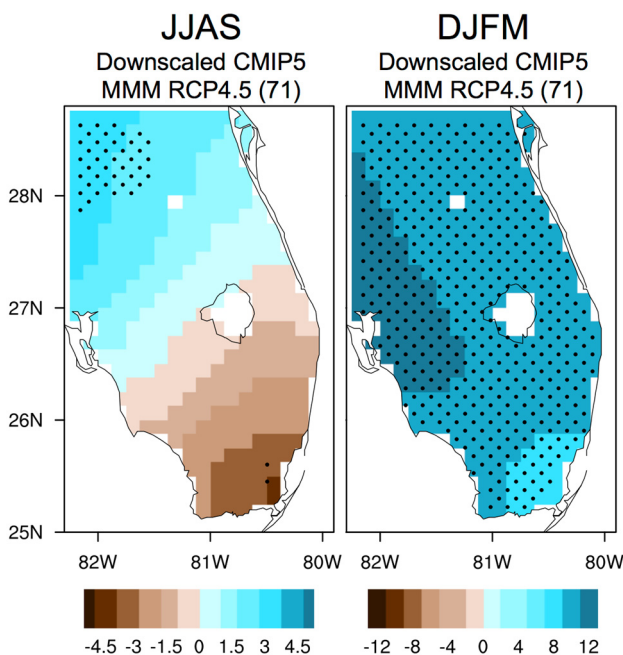 JJAS
Downscaled CMIP5
MMM RCP4.5 (71)
DJFM
Downscaled CMIP5
MMM RCP4.5 (71)
28N
27N
26N
25N
82W 81W 80W
82W 81W 80W
-4.5 -3 -1.5 0 1.5 3 4.5
-12 -8 -4 0 4 8 12